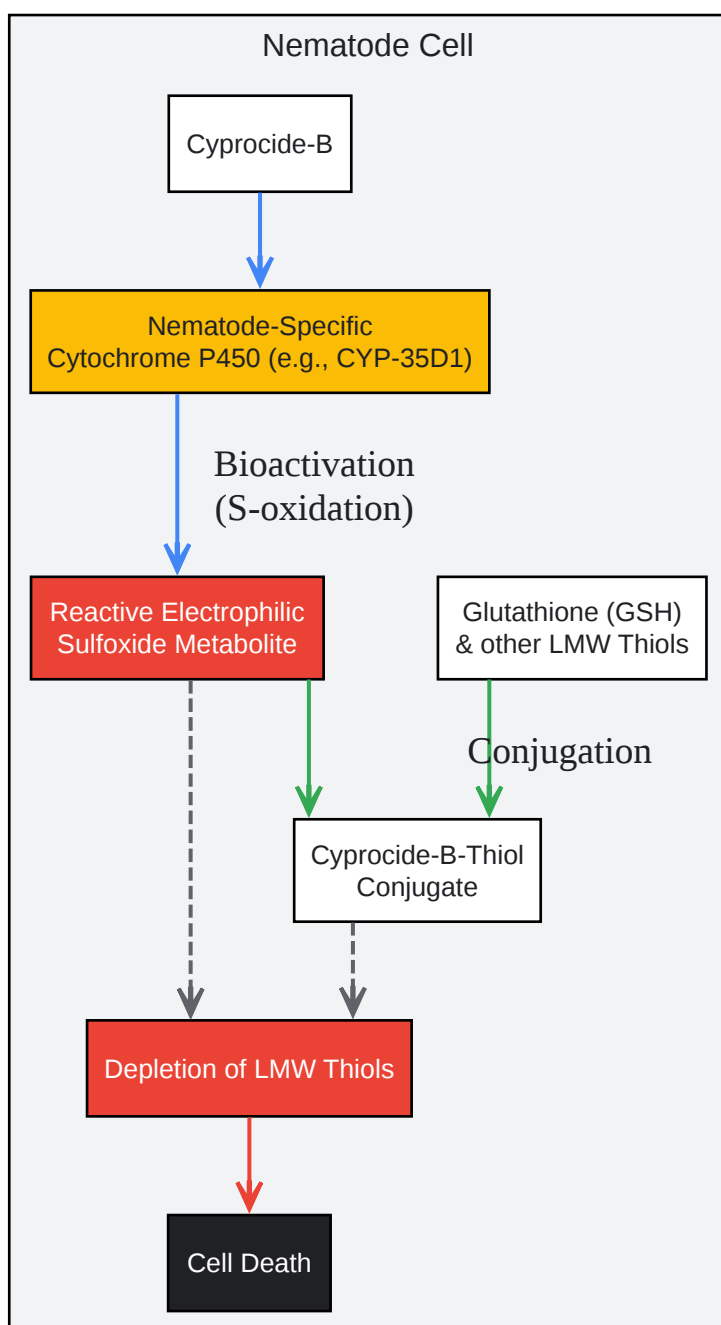 Nematode Cell
Cyprocide-B
Nematode-Specific
Cytochrome P450 (e.g., CYP-35D1)
Bioactivation
(S-oxidation)
Reactive Electrophilic
Sulfoxide Metabolite
Glutathione (GSH)
& other LMW Thiols
Conjugation
Cyprocide-B-Thiol
Conjugate
Depletion of LMW Thiols
Cell Death